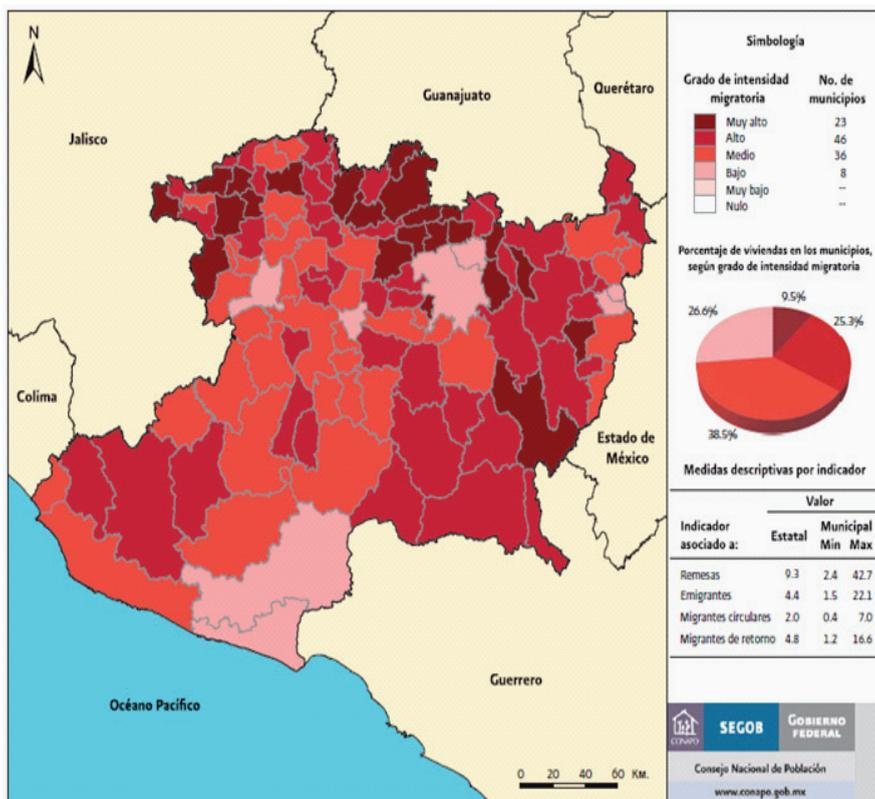 N
Jalisco
Guanajuato
Querétaro
Colima
Estado de
México
Guerrero
Océano Pacífico
0 20 40 60 Km.
Simbología
Grado de intensidad No. de
migratoria municipios
Muy alto 23
Alto 46
Medio 36
Bajo 8
Muy bajo --
Nulo --
Porcentaje de viviendas en los municipios,
según grado de intensidad migratoria
9.5%
26.6%
25.3%
38.5%
Medidas descriptivas por indicador
Valor
Indicador Municipal
asociado a: Estatal Min Max
Remesas 9.3 2.4 42.7
Emigrantes 4.4 1.5 22.1
Migrantes circulares 2.0 0.4 7.0
Migrantes de retorno 4.8 1.2 16.6
CONAPO
SEGOB
GOBIERNO
FEDERAL
Consejo Nacional de Población
www.conapo.gob.mx